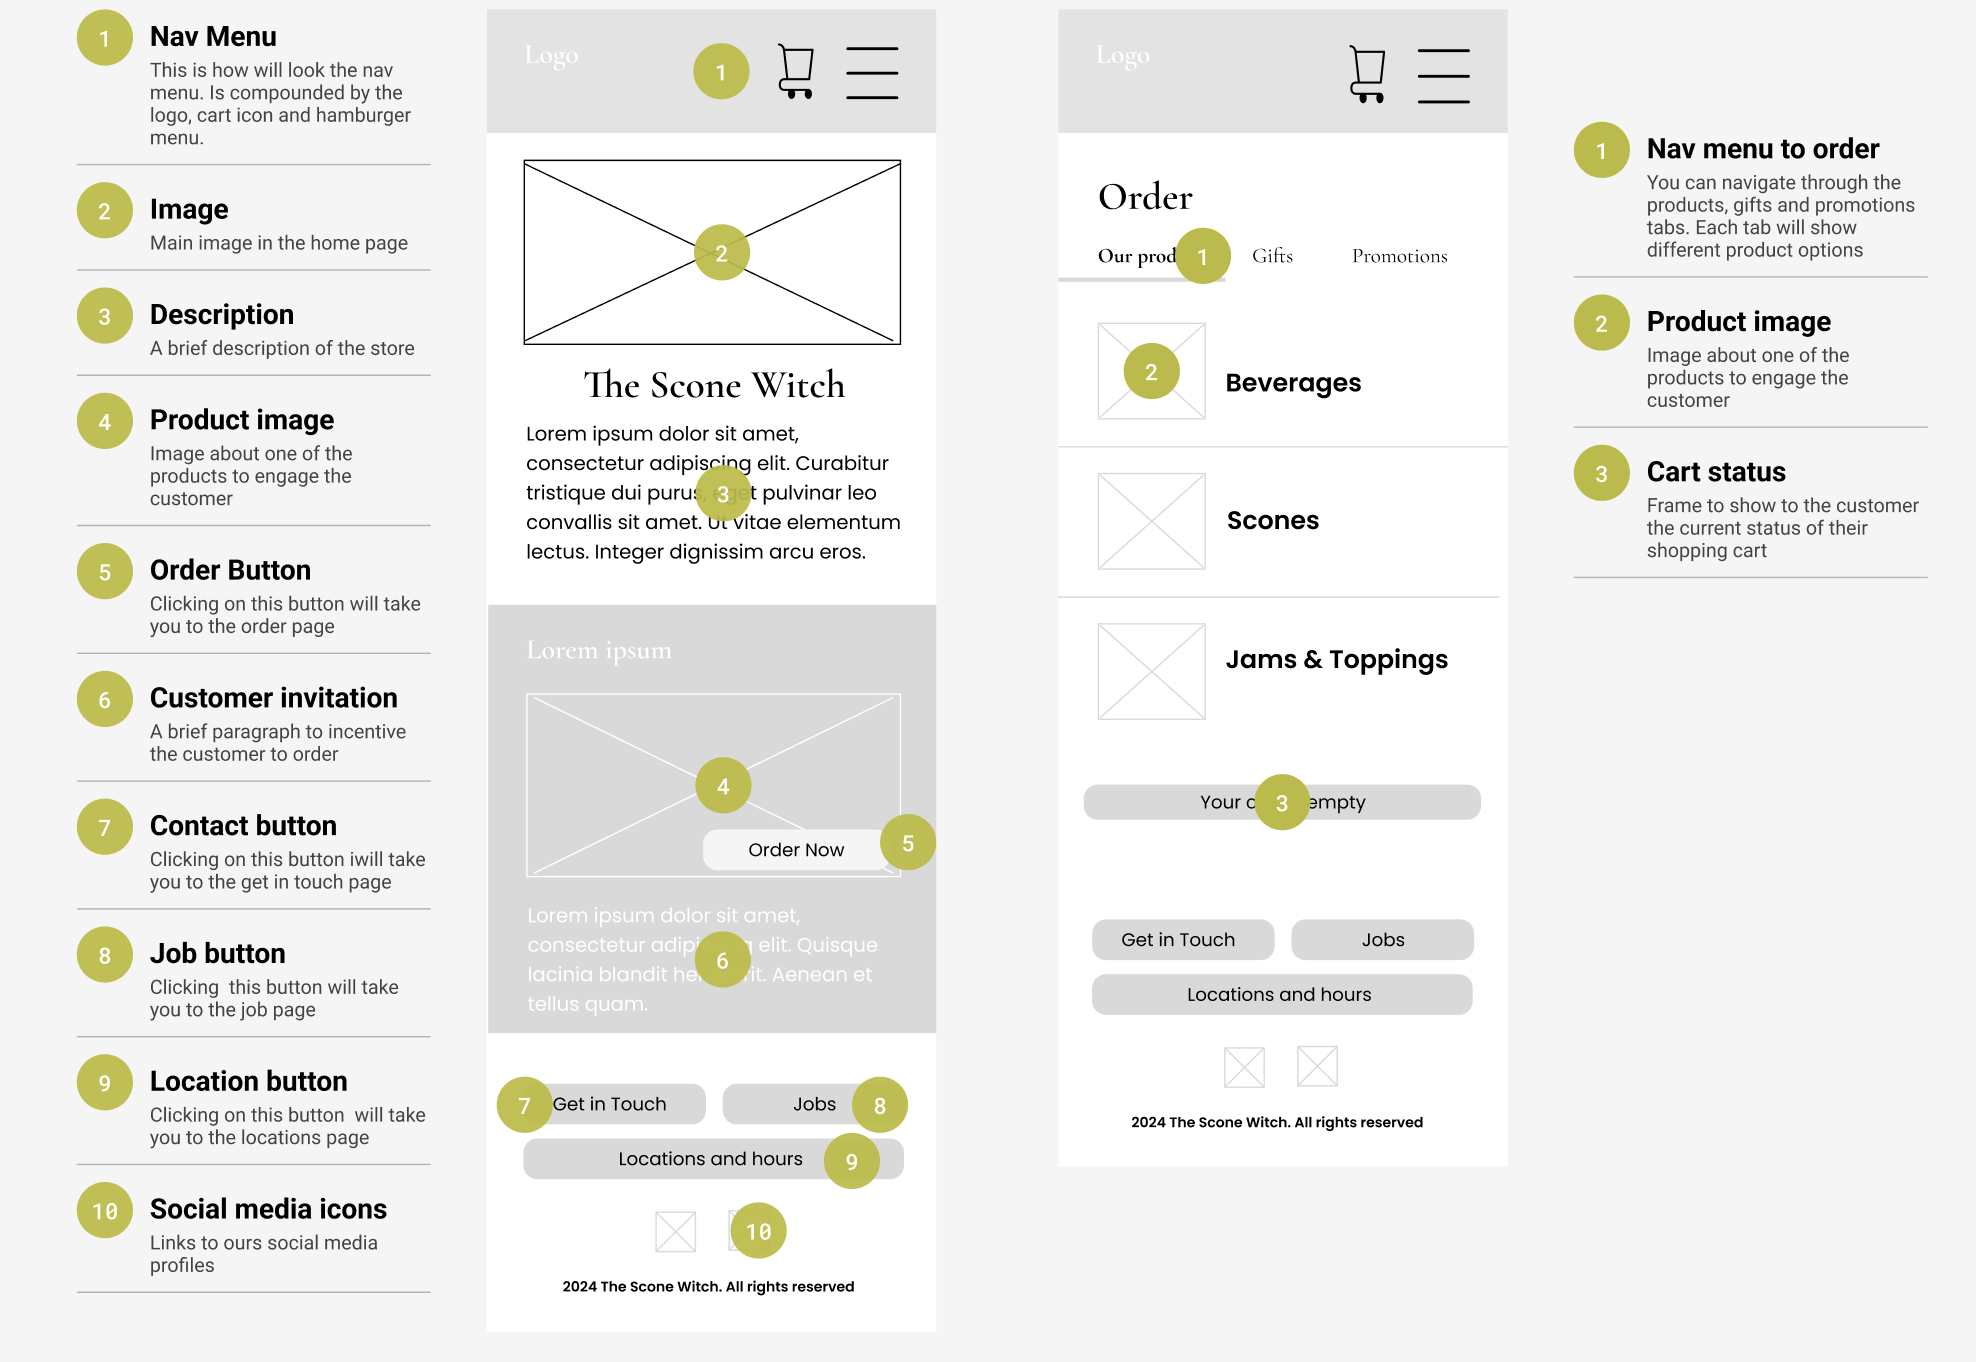 1
Nav Menu
This is how will look the nav
menu. Is compounded by the
logo, cart icon and hamburger
menu.
2
Image
Main image in the home page
3
Description
A brief description of the store
4
Product image
Image about one of the
products to engage the
customer
5
Order Button
Clicking on this button will take
you to the order page
6
Customer invitation
A brief paragraph to incentive
the customer to order
7
Contact button
Clicking on this button iwill take
you to the get in touch page
8
Job button
Clicking  this button will take
you to the job page
9
Location button
Clicking on this button  will take
you to the locations page
10
Social media icons
Links to ours social media
profiles
Logo
1
2
The Scone Witch
Lorem ipsum dolor sit amet,
consectetur adipiscing elit. Curabitur
tristique dui purus, eget pulvinar leo
3
convallis sit amet. Ut vitae elementum
lectus. Integer dignissim arcu eros.
Lorem ipsum
4
Order Now
5
Lorem ipsum dolor sit amet,
consectetur adipiscing elit. Quisque
6
lacinia blandit hendrerit. Aenean et
tellus quam.
7
Get in Touch
Jobs
8
Locations and hours
9
10
2024 The Scone Witch. All rights reserved
Logo
Order
Our prod
1
Gifts
Promotions
2
Beverages
Scones
Jams & Toppings
Your
3
empty
Get in Touch
Jobs
Locations and hours
2024 The Scone Witch. All rights reserved
1
Nav menu to order
You can navigate through the
products, gifts and promotions
tabs. Each tab will show
different product options
2
Product image
Image about one of the
products to engage the
customer
3
Cart status
Frame to show to the customer
the current status of their
shopping cart